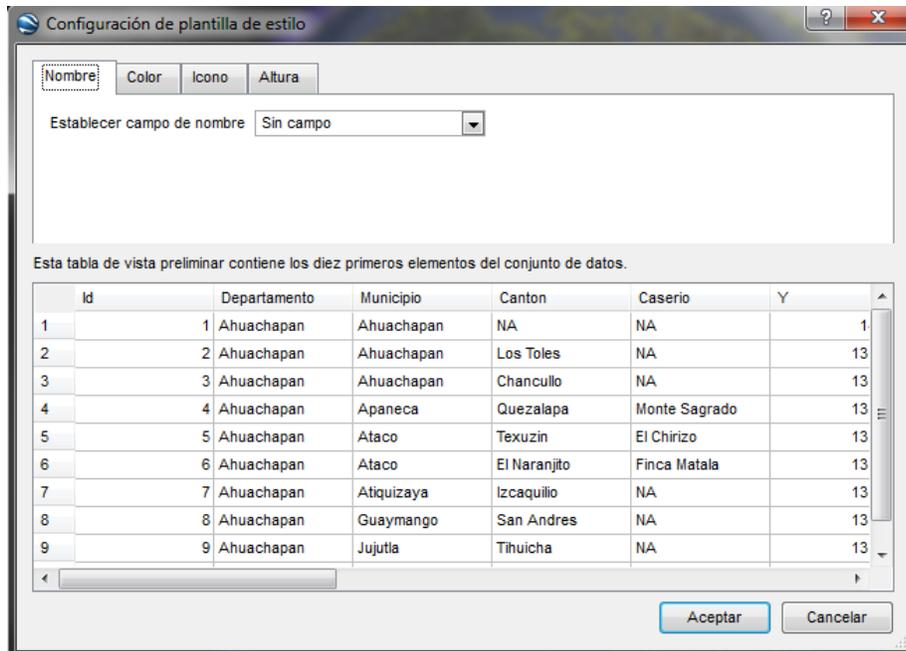 Configuración de plantilla de estilo
Nombre Color Icono Altura
Establecer campo de nombre Sin campo
Esta tabla de vista preliminar contiene los diez primeros elementos del conjunto de datos.
Id Departamento Municipio Canton Caserio Y
1 1 Ahuachapan Ahuachapan NA NA 1
2 2 Ahuachapan Ahuachapan Los Toles NA 13
3 3 Ahuachapan Ahuachapan Chancullo NA 13
4 4 Ahuachapan Apaneca Quezalapa Monte Sagrado 13
5 5 Ahuachapan Ataco Texuzin El Chirizo 13
6 6 Ahuachapan Ataco El Naranjito Finca Matala 13
7 7 Ahuachapan Atiquizaya Izcaquilio NA 13
8 8 Ahuachapan Guaymango San Andres NA 13
9 9 Ahuachapan Jujutla Tihuicha NA 13
Aceptar Cancelar